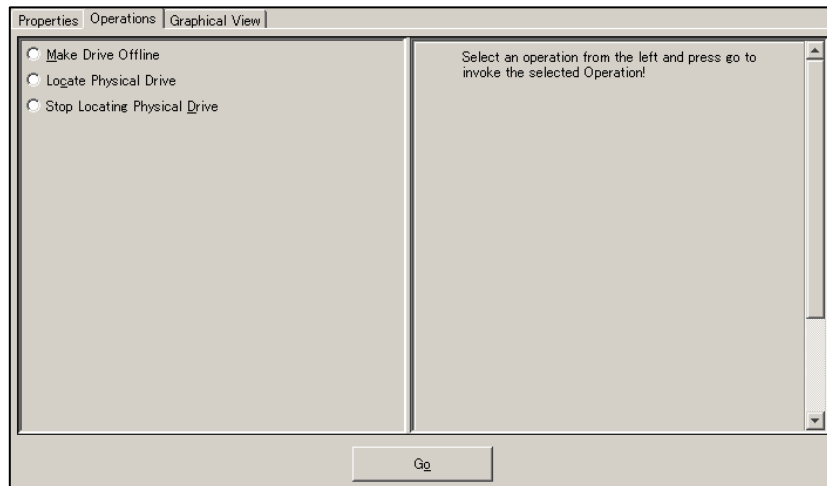 Properties Operations Graphical View
Make Drive Offline
Locate Physical Drive
Stop Locating Physical Drive
Select an operation from the left and press go to
invoke the selected Operation!
Go